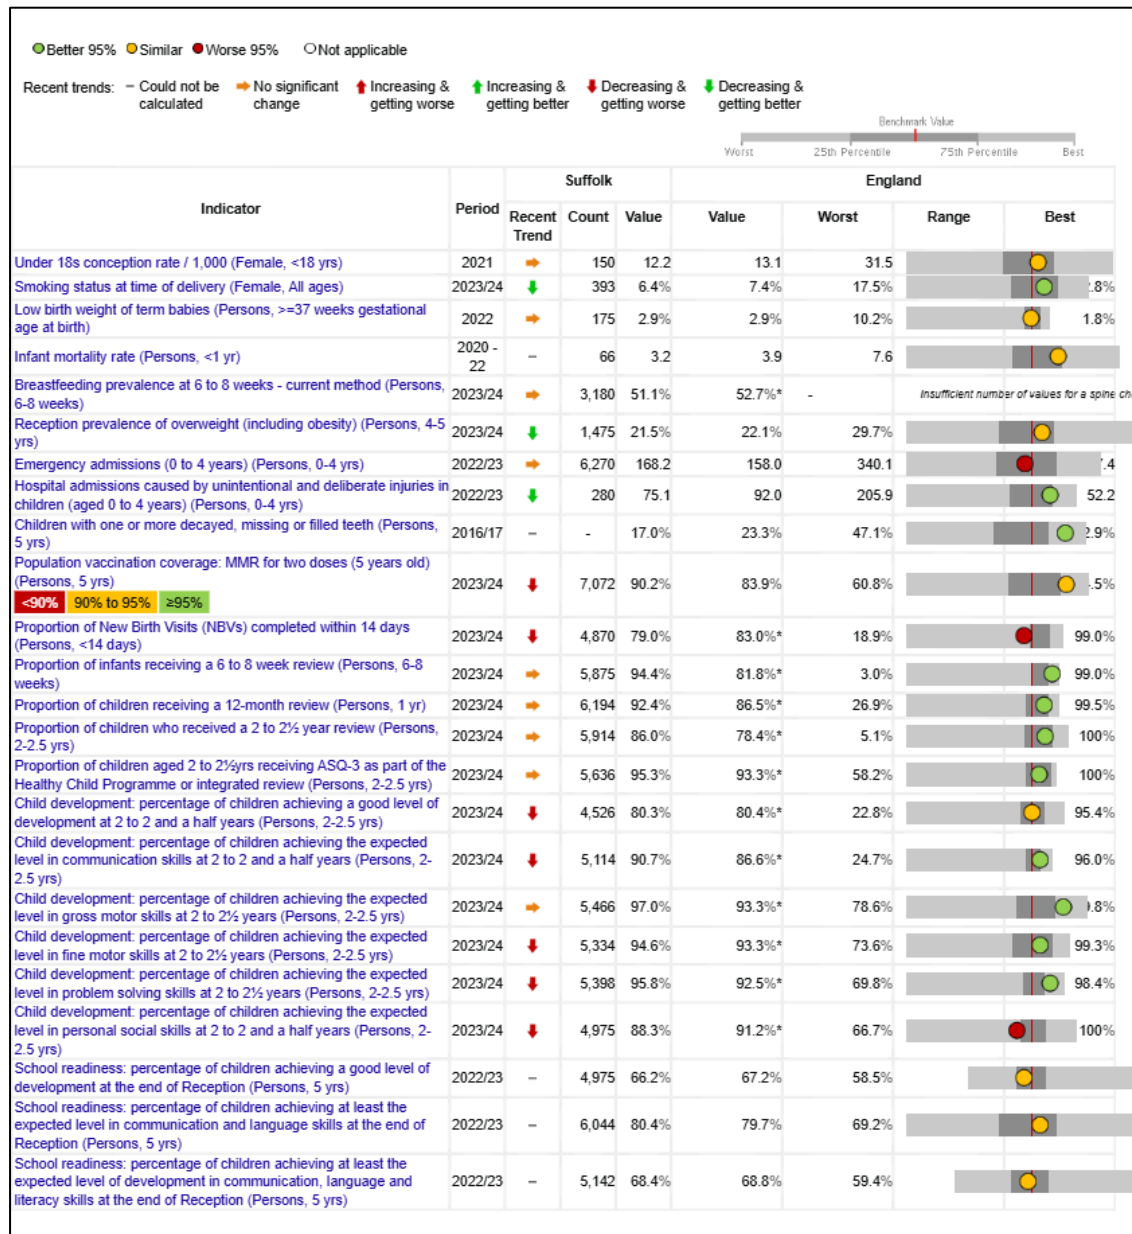 Better 95% Similar Worse 95% Not applicable
Recent trends: – Could not be calculated No significant change Increasing & getting worse Increasing & getting better Decreasing & getting worse Decreasing & getting better
Benchmark Value
Worst 25th Percentile 75th Percentile Best
Suffolk England
Indicator Period Recent Trend Count Value Value Worst Range Best
Under 18s conception rate / 1,000 (Female, <18 yrs) 2021 150 12.2 13.1 31.5
Smoking status at time of delivery (Female, All ages) 2023/24 393 6.4% 7.4% 17.5% .8%
Low birth weight of term babies (Persons, >=37 weeks gestational
age at birth) 2022 175 2.9% 2.9% 10.2% 1.8%
Infant mortality rate (Persons, <1 yr) 2020 - 22 – 66 3.2 3.9 7.6
Breastfeeding prevalence at 6 to 8 weeks - current method (Persons,
6-8 weeks) 2023/24 3,180 51.1% 52.7%* - Insufficient number of values for a spine ch
Reception prevalence of overweight (including obesity) (Persons, 4-5
yrs) 2023/24 1,475 21.5% 22.1% 29.7%
Emergency admissions (0 to 4 years) (Persons, 0-4 yrs) 2022/23 6,270 168.2 158.0 340.1 .4
Hospital admissions caused by unintentional and deliberate injuries in
children (aged 0 to 4 years) (Persons, 0-4 yrs) 2022/23 280 75.1 92.0 205.9 52.2
Children with one or more decayed, missing or filled teeth (Persons,
5 yrs) 2016/17 – - 17.0% 23.3% 47.1% 2.9%
Population vaccination coverage: MMR for two doses (5 years old)
(Persons, 5 yrs) 2023/24 7,072 90.2% 83.9% 60.8% .5%
<90% 90% to 95% ≥95%
Proportion of New Birth Visits (NBVs) completed within 14 days
(Persons, <14 days) 2023/24 4,870 79.0% 83.0%* 18.9% 99.0%
Proportion of infants receiving a 6 to 8 week review (Persons, 6-8
weeks) 2023/24 5,875 94.4% 81.8%* 3.0% 99.0%
Proportion of children receiving a 12-month review (Persons, 1 yr) 2023/24 6,194 92.4% 86.5%* 26.9% 99.5%
Proportion of children who received a 2 to 2½ year review (Persons,
2-2.5 yrs) 2023/24 5,914 86.0% 78.4%* 5.1% 100%
Proportion of children aged 2 to 2½yrs receiving ASQ-3 as part of the
Healthy Child Programme or integrated review (Persons, 2-2.5 yrs) 2023/24 5,636 95.3% 93.3%* 58.2% 100%
Child development: percentage of children achieving a good level of
development at 2 to 2 and a half years (Persons, 2-2.5 yrs) 2023/24 4,526 80.3% 80.4%* 22.8% 95.4%
Child development: percentage of children achieving the expected
level in communication skills at 2 to 2 and a half years (Persons, 2-
2.5 yrs) 2023/24 5,114 90.7% 86.6%* 24.7% 96.0%
Child development: percentage of children achieving the expected
level in gross motor skills at 2 to 2½ years (Persons, 2-2.5 yrs) 2023/24 5,466 97.0% 93.3%* 78.6% .8%
Child development: percentage of children achieving the expected
level in fine motor skills at 2 to 2½ years (Persons, 2-2.5 yrs) 2023/24 5,334 94.6% 93.3%* 73.6% 99.3%
Child development: percentage of children achieving the expected
level in problem solving skills at 2 to 2½ years (Persons, 2-2.5 yrs) 2023/24 5,398 95.8% 92.5%* 69.8% 98.4%
Child development: percentage of children achieving the expected
level in personal social skills at 2 to 2 and a half years (Persons, 2-
2.5 yrs) 2023/24 4,975 88.3% 91.2%* 66.7% 100%
School readiness: percentage of children achieving a good level of
development at the end of Reception (Persons, 5 yrs) 2022/23 – 4,975 66.2% 67.2% 58.5%
School readiness: percentage of children achieving at least the
expected level in communication and language skills at the end of
Reception (Persons, 5 yrs) 2022/23 – 6,044 80.4% 79.7% 69.2%
School readiness: percentage of children achieving at least the
expected level of development in communication, language and
literacy skills at the end of Reception (Persons, 5 yrs) 2022/23 – 5,142 68.4% 68.8% 59.4%